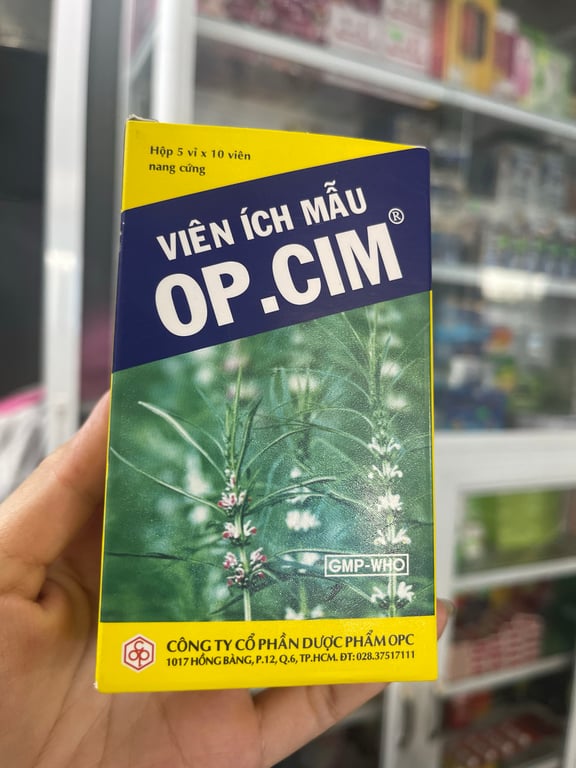 Hộp 5 vỉ x 10 viên
nang cứng
VIÊN ÍCH MẪU
OP.CIM®
GMP-WHO
CÔNG TY CỔ PHẦN DƯỢC PHẨM OPC
1017 HỒNG BÀNG, P.12, Q.6, TP.HCM. ĐT: 028.37517111